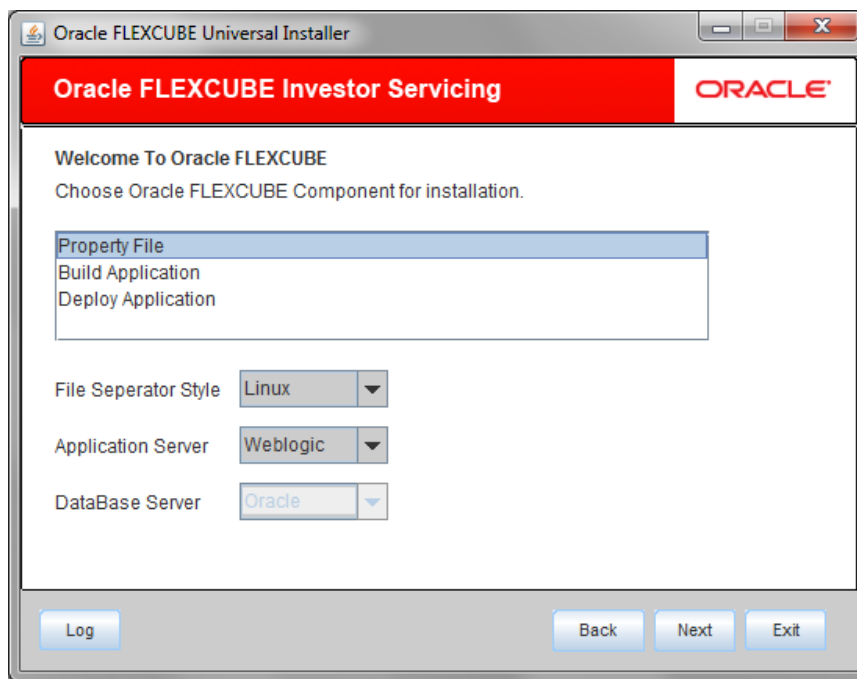 Oracle FLEXCUBE Universal Installer
Oracle FLEXCUBE Investor Servicing
ORACLE
Welcome To Oracle FLEXCUBE
Choose Oracle FLEXCUBE Component for installation.
Property File
Build Application
Deploy Application
File Seperator Style
Linux
Application Server
Weblogic
DataBase Server
Oracle
Log
Back
Next
Exit